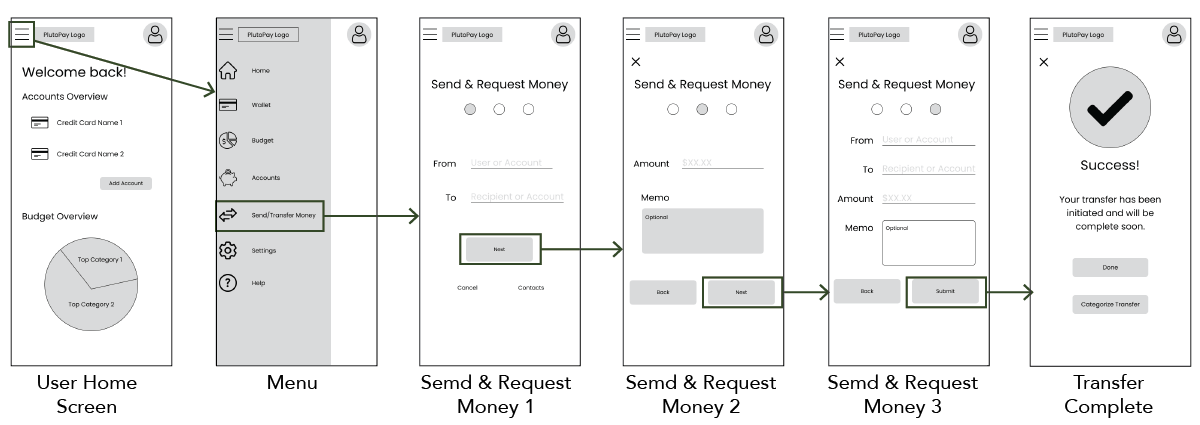 PlutoPay Logo
Welcome back!
Accounts Overview
Credit Card Name 1
Credit Card Name 2
Add Account
Budget Overview
Top Category 1
Top Category 2
User Home
Screen
PlutoPay Logo
Home
Wallet
$
Budget
Accounts
Send/Transfer Money
Settings
?
Help
Menu
PlutoPay Logo
Send & Request Money
From
User or Account
To
Recipient or Account
Next
Cancel
Contacts
Semd & Request
Money 1
PlutoPay Logo
Send & Request Money
Amount
$XX.XX
Memo
Optional
Back
Next
Semd & Request
Money 2
PlutoPay Logo
Send & Request Money
From
User or Account
To
Recipient or Account
Amount
$XX.XX
Memo
Optional
Back
Submit
Semd & Request
Money 3
PlutoPay Logo
Success!
Your transfer has been
initiated and will be
complete soon.
Done
Categorize Transfer
Transfer
Complete